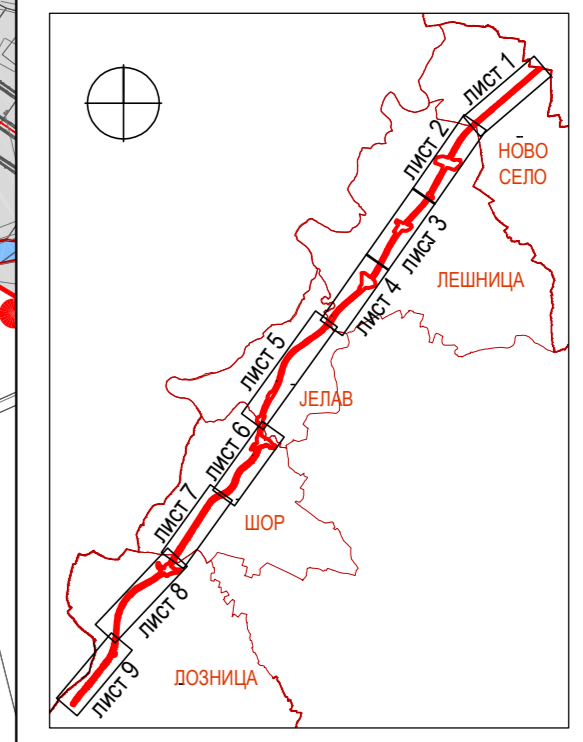 ЛИСТ 1
ЛИСТ 2
НОВО
СЕЛО
ЛИСТ 3
ЛЕШНИЦА
ЛИСТ 4
ЛИСТ 5
ЈЕЛАВ
ЛИСТ 6
ШОР
ЛИСТ 7
ЛИСТ 8
ЛОЗНИЦА
ЛИСТ 9